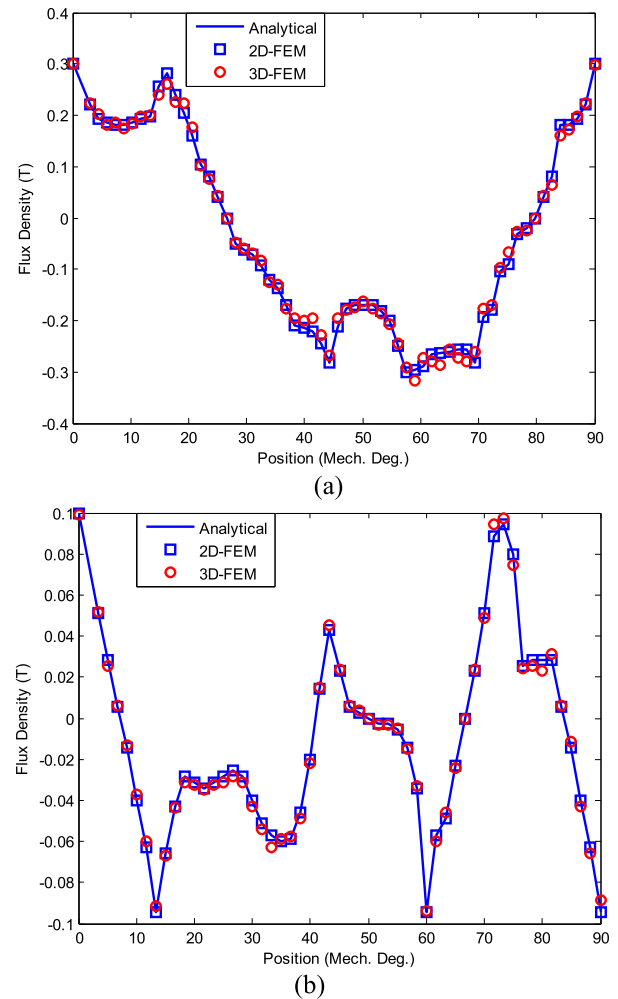 Analytical
2D-FEM
3D-FEM
0.4
0.3
0.2
0.1
0
-0.1
-0.2
-0.3
-0.4
Flux Density (T)
0 10 20 30 40 50 60 70 80 90
Position (Mech. Deg.)
(a)
Analytical
2D-FEM
3D-FEM
0.1
0.08
0.06
0.04
0.02
0
-0.02
-0.04
-0.06
-0.08
-0.1
Flux Density (T)
0 10 20 30 40 50 60 70 80 90
Position (Mech. Deg.)
(b)